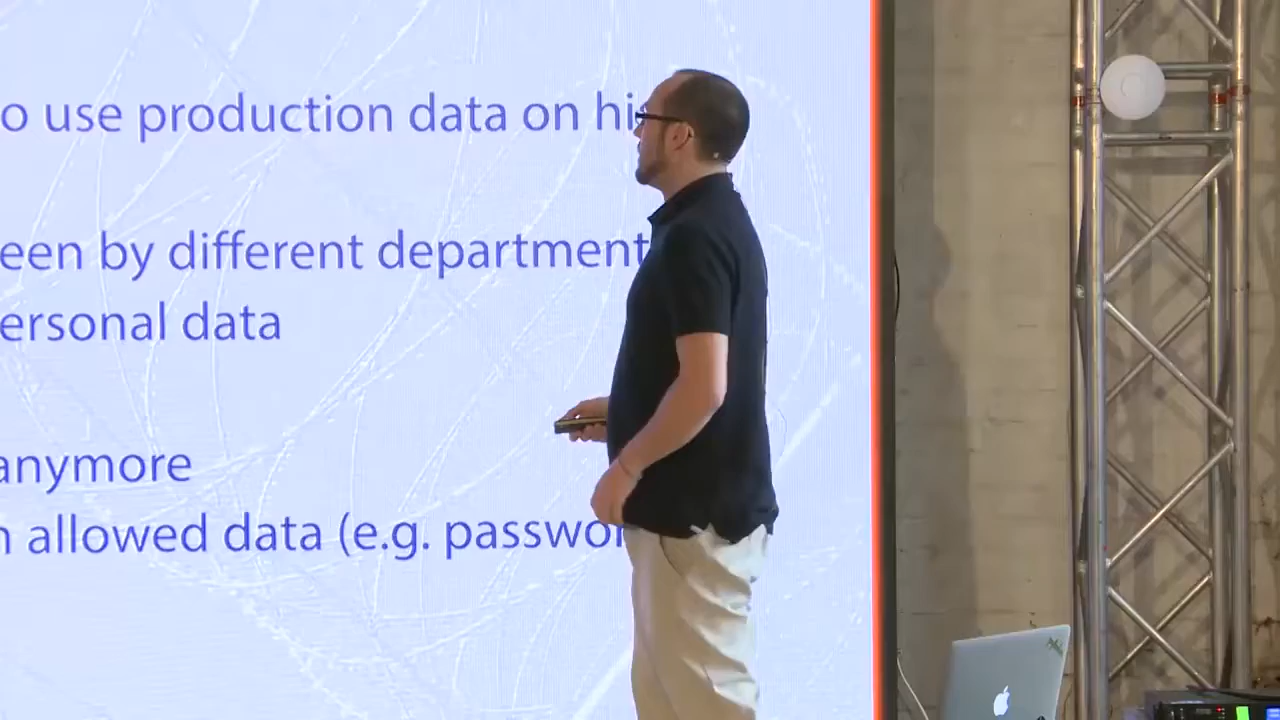 o use production data on hi
een by different department
ersonal data
anymore
n allowed data (e.g. passwor